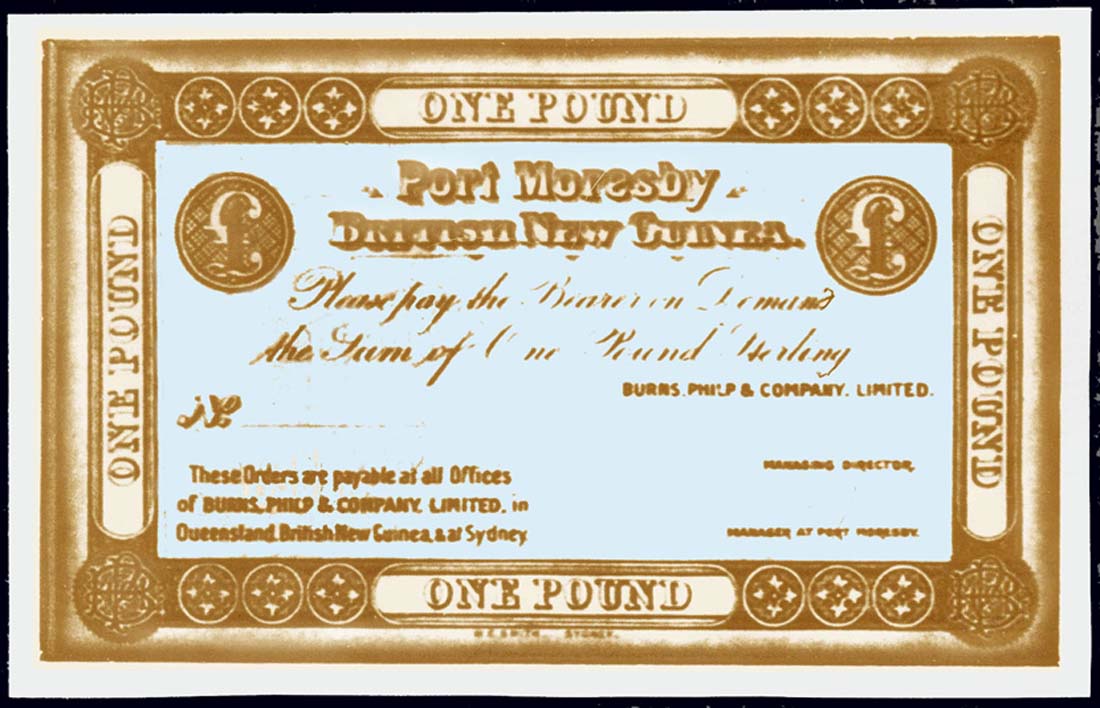 ONE POUND
Port Moresby
BRITISH NEW GUINEA.
£ £
ONE POUND
ONE POUND
Please pay the Bearer on Demand
the Sum of One Pound Sterling
BURNS, PHILP & COMPANY, LIMITED.
№
MANAGING DIRECTOR.
These Orders are payable at all Offices
of BURNS, PHILP & COMPANY, LIMITED, in
Queensland, British New Guinea, & at Sydney
MANAGER AT PORT MORESBY.
ONE POUND
SMITH, SYDNEY.